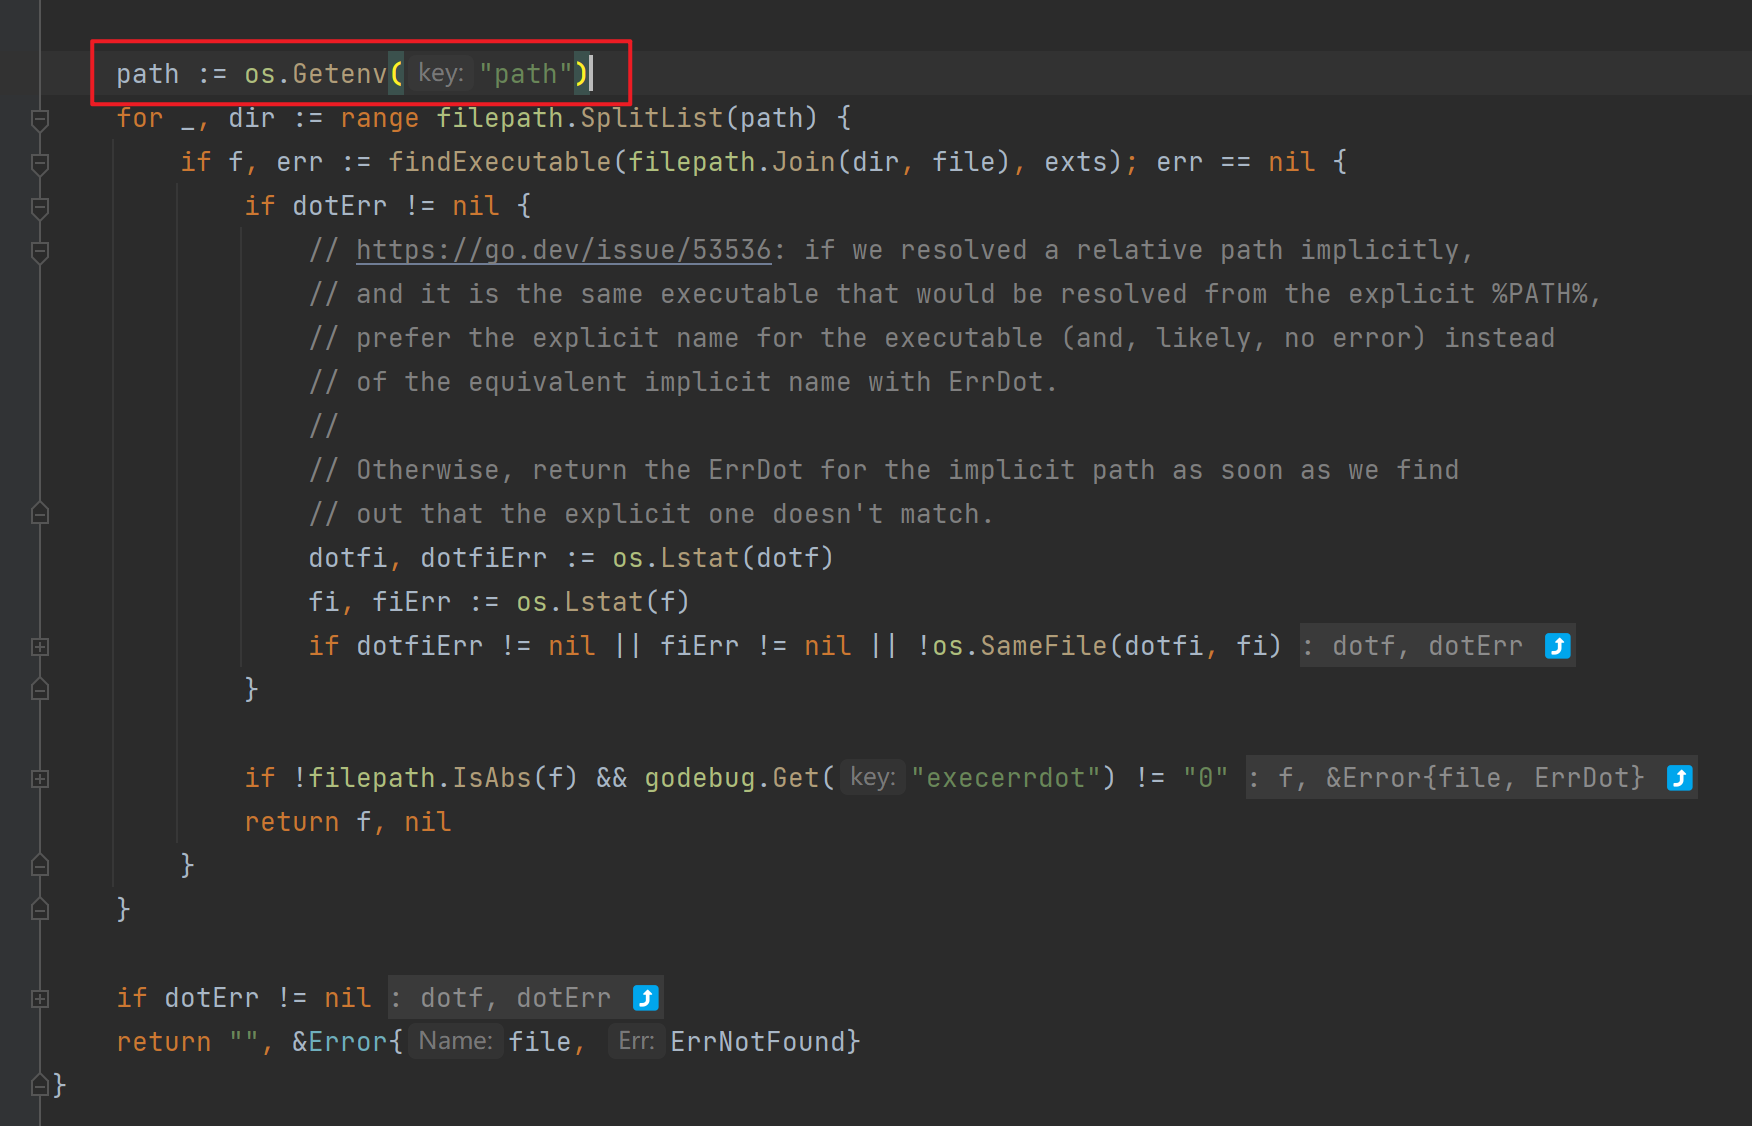 path := os.Getenv( key: "path")
for _, dir := range filepath.SplitList(path) {
if f, err := findExecutable(filepath.Join(dir, file), exts); err == nil {
if dotErr != nil {
// https://go.dev/issue/53536: if we resolved a relative path implicitly,
// and it is the same executable that would be resolved from the explicit %PATH%,
// prefer the explicit name for the executable (and, likely, no error) instead
// of the equivalent implicit name with ErrDot.
//
// Otherwise, return the ErrDot for the implicit path as soon as we find
// out that the explicit one doesn't match.
dotfi, dotfiErr := os.Lstat(dotf)
fi, fiErr := os.Lstat(f)
if dotfiErr != nil || fiErr != nil || !os.SameFile(dotfi, fi) : dotf, dotErr
}
if !filepath.IsAbs(f) && godebug.Get( key: "execerrdot") != "0" : f, &Error{file, ErrDot}
return f, nil
}
}
if dotErr != nil : dotf, dotErr
return "", &Error{ Name: file, Err: ErrNotFound}
}